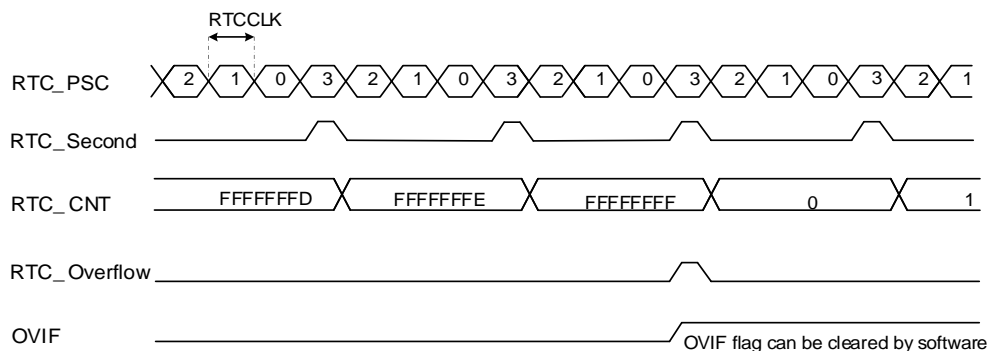 RTCCLK
RTC_PSC 2 1 0 3 2 1 0 3 2 1 0 3 2 1 0 3 2 1
RTC_Second
RTC_CNT FFFFFFFD FFFFFFFE FFFFFFFF 0 1
RTC_Overflow
OVIF OVIF flag can be cleared by software